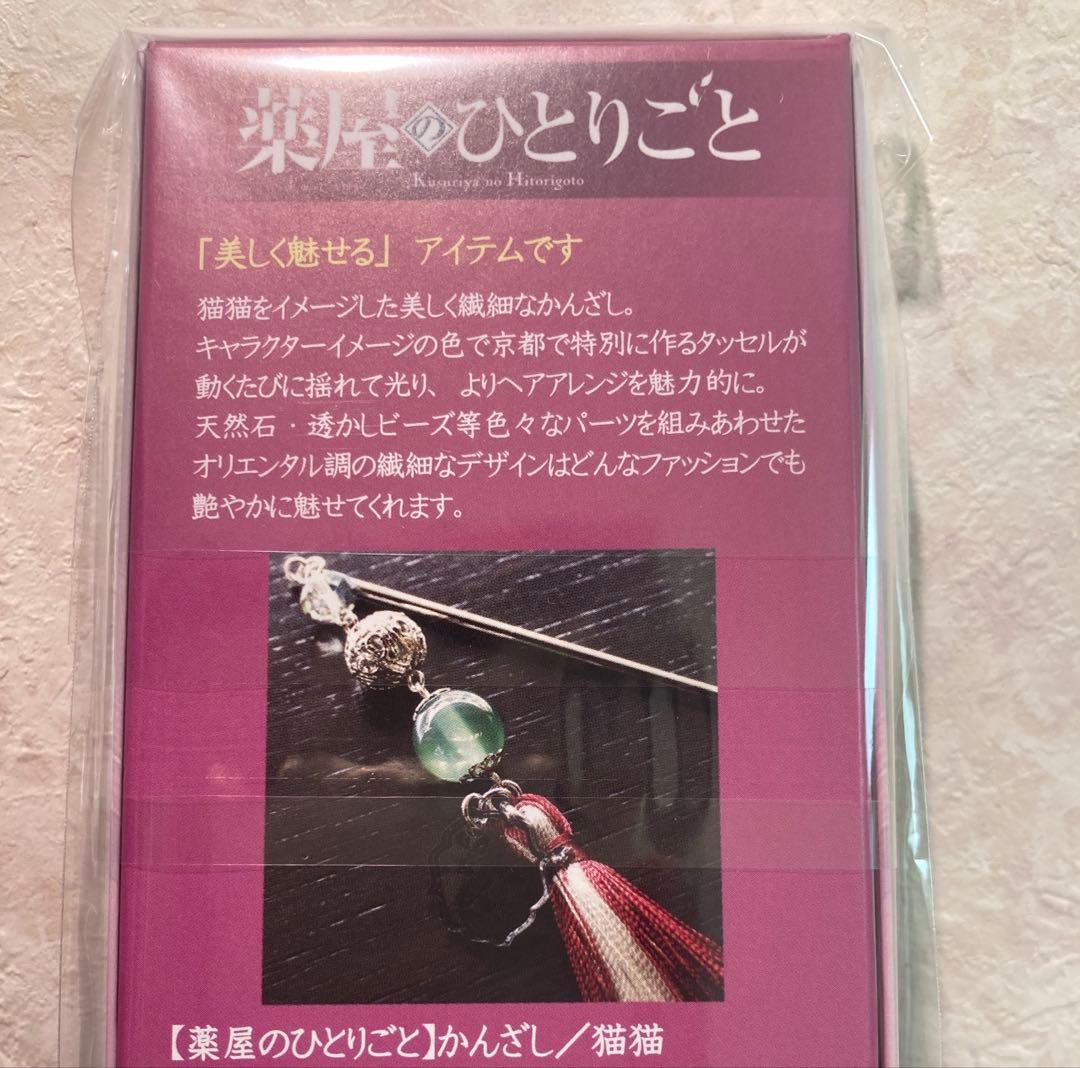 薬屋のひとりごと
Kusuriya no Hitorigoto
「美しく魅せる」 アイテムです
猫猫をイメージした美しく繊細なかんざし。
キャラクターイメージの色で京都で特別に作るタッセルが
動くたびに揺れて光り、よりヘアアレンジを魅力的に。
天然石・透かしビーズ等色々なパーツを組みあわせた
オリエンタル調の繊細なデザインはどんなファッションでも
艶やかに魅せてくれます。
【薬屋のひとりごと】かんざし／猫猫